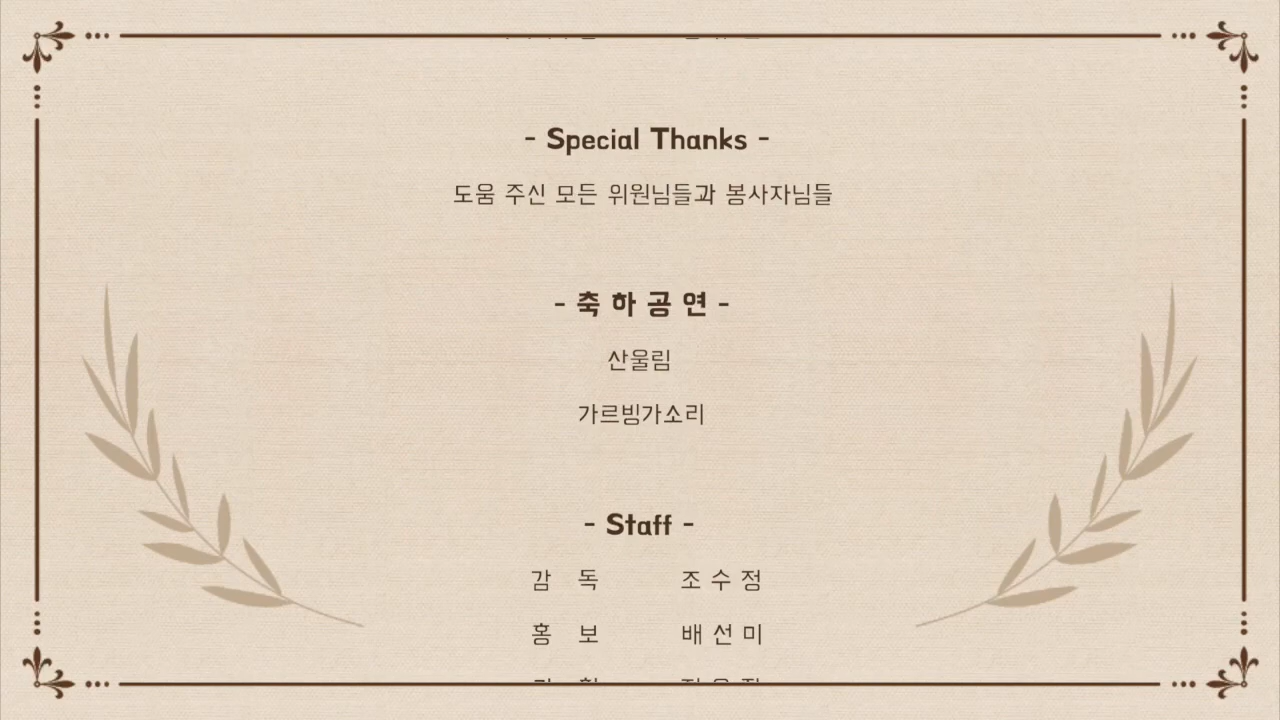 - Special Thanks -
도움 주신 모든 위원님들과 봉사자님들
- 축 하 공 연 -
산울림
가르빙가소리
- Staff -
감 독 조 수 정
홍 보 배 선 미